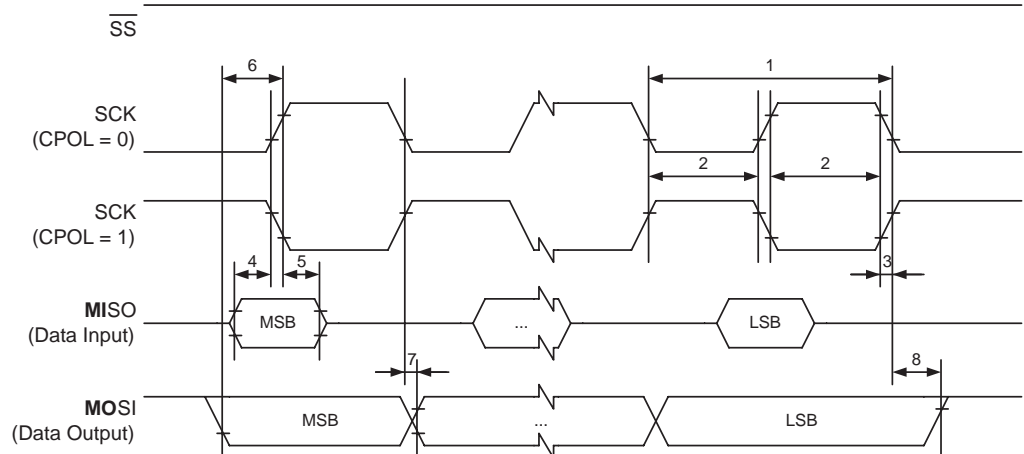 SS
6
1
SCK
(CPOL = 0)
2
2
SCK
(CPOL = 1)
4
5
3
MISO
(Data Input)
MSB
...
LSB
7
8
MOSI
(Data Output)
MSB
...
LSB